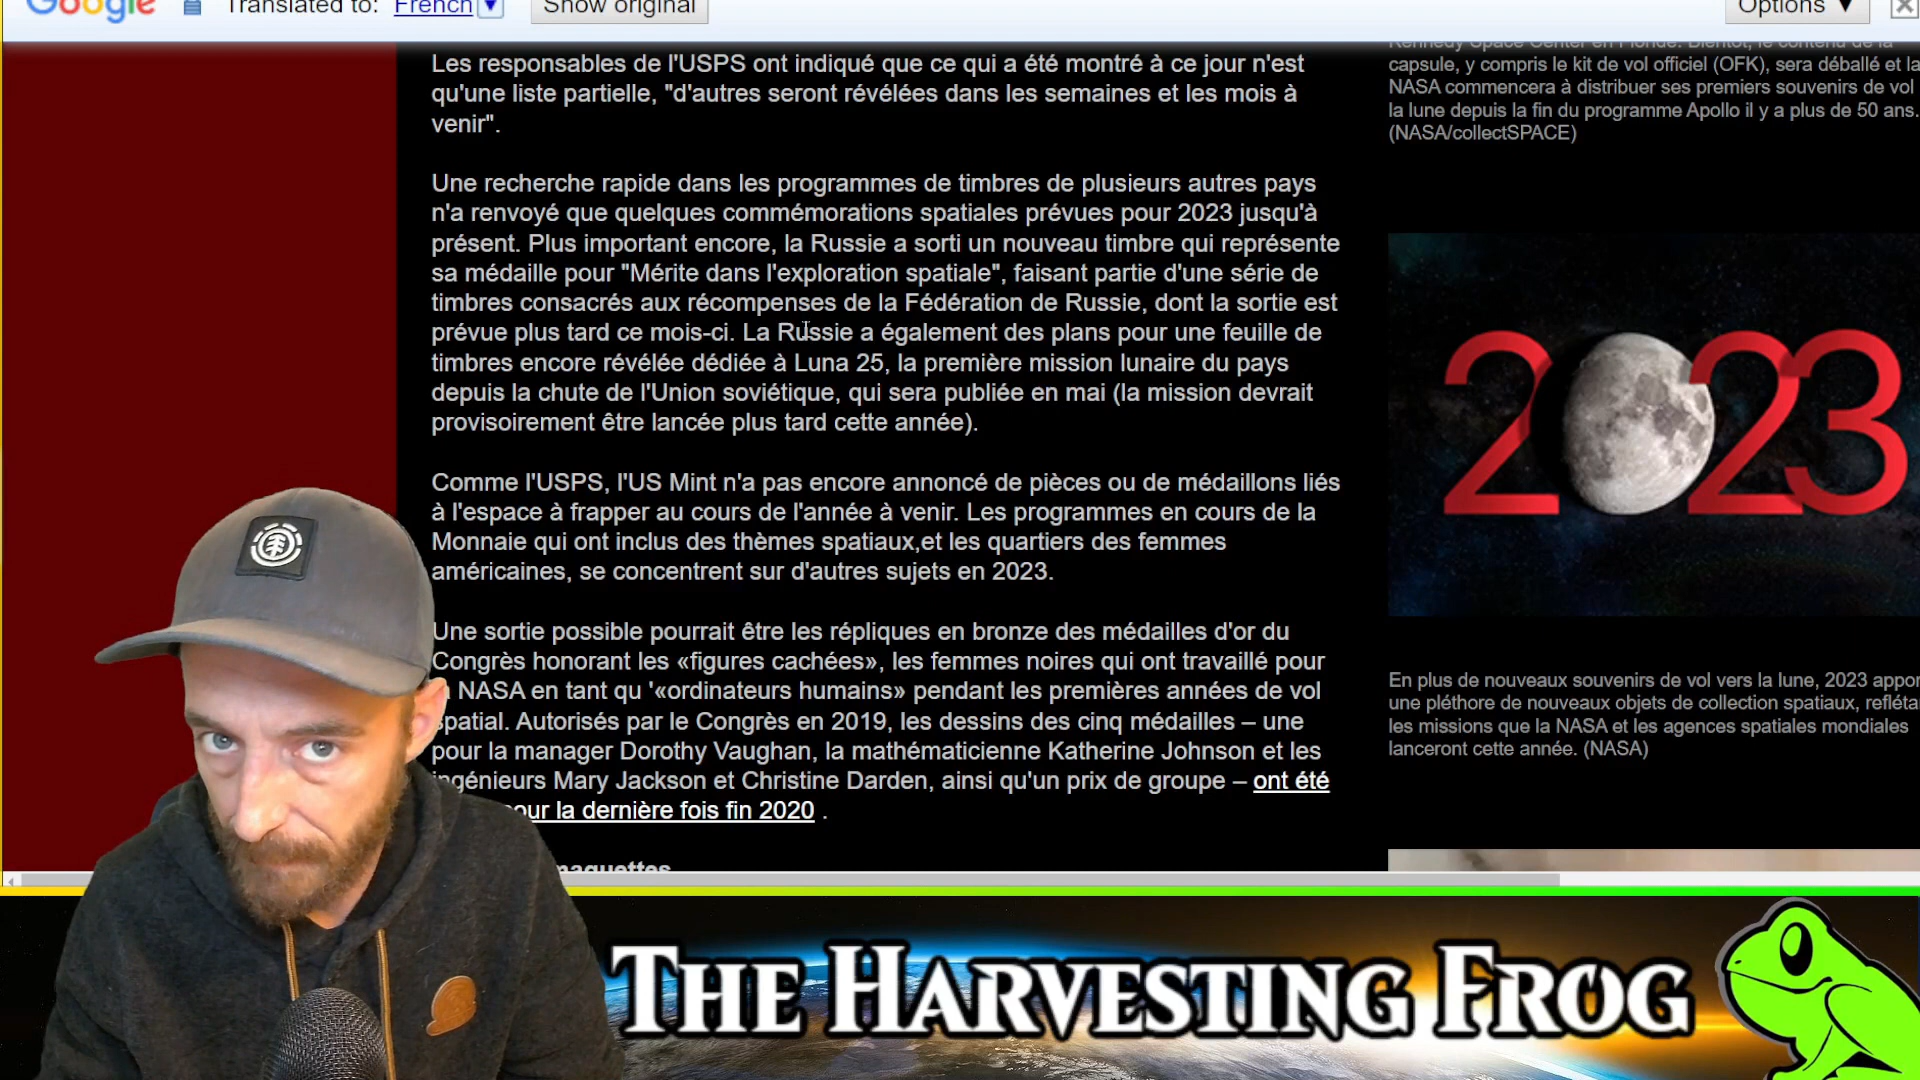 Google
Translated to: French
Show original
Options ▼
Les responsables de l'USPS ont indiqué que ce qui a été montré à ce jour n'est
qu'une liste partielle, "d'autres seront révélées dans les semaines et les mois à
venir".
Une recherche rapide dans les programmes de timbres de plusieurs autres pays
n'a renvoyé que quelques commémorations spatiales prévues pour 2023 jusqu'à
présent. Plus important encore, la Russie a sorti un nouveau timbre qui représente
sa médaille pour "Mérite dans l'exploration spatiale", faisant partie d'une série de
timbres consacrés aux récompenses de la Fédération de Russie, dont la sortie est
prévue plus tard ce mois-ci. La Russie a également des plans pour une feuille de
timbres encore révélée dédiée à Luna 25, la première mission lunaire du pays
depuis la chute de l'Union soviétique, qui sera publiée en mai (la mission devrait
provisoirement être lancée plus tard cette année).
Comme l'USPS, l'US Mint n'a pas encore annoncé de pièces ou de médaillons liés
à l'espace à frapper au cours de l'année à venir. Les programmes en cours de la
Monnaie qui ont inclus des thèmes spatiaux,et les quartiers des femmes
américaines, se concentrent sur d'autres sujets en 2023.
Une sortie possible pourrait être les répliques en bronze des médailles d'or du
Congrès honorant les «figures cachées», les femmes noires qui ont travaillé pour
NASA en tant qu '«ordinateurs humains» pendant les premières années de vol
spatial. Autorisés par le Congrès en 2019, les dessins des cinq médailles – une
pour la manager Dorothy Vaughan, la mathématicienne Katherine Johnson et les
ingénieurs Mary Jackson et Christine Darden, ainsi qu'un prix de groupe – ont été
pour la dernière fois fin 2020 .
maquettes
Kennedy Space Center en Floride. Bientôt, le contenu de la
capsule, y compris le kit de vol officiel (OFK), sera déballé et la
NASA commencera à distribuer ses premiers souvenirs de vol
la lune depuis la fin du programme Apollo il y a plus de 50 ans.
(NASA/collectSPACE)
2023
En plus de nouveaux souvenirs de vol vers la lune, 2023 appor
une pléthore de nouveaux objets de collection spatiaux, reflétа
les missions que la NASA et les agences spatiales mondiales
lanceront cette année. (NASA)
THE HARVESTING FROG